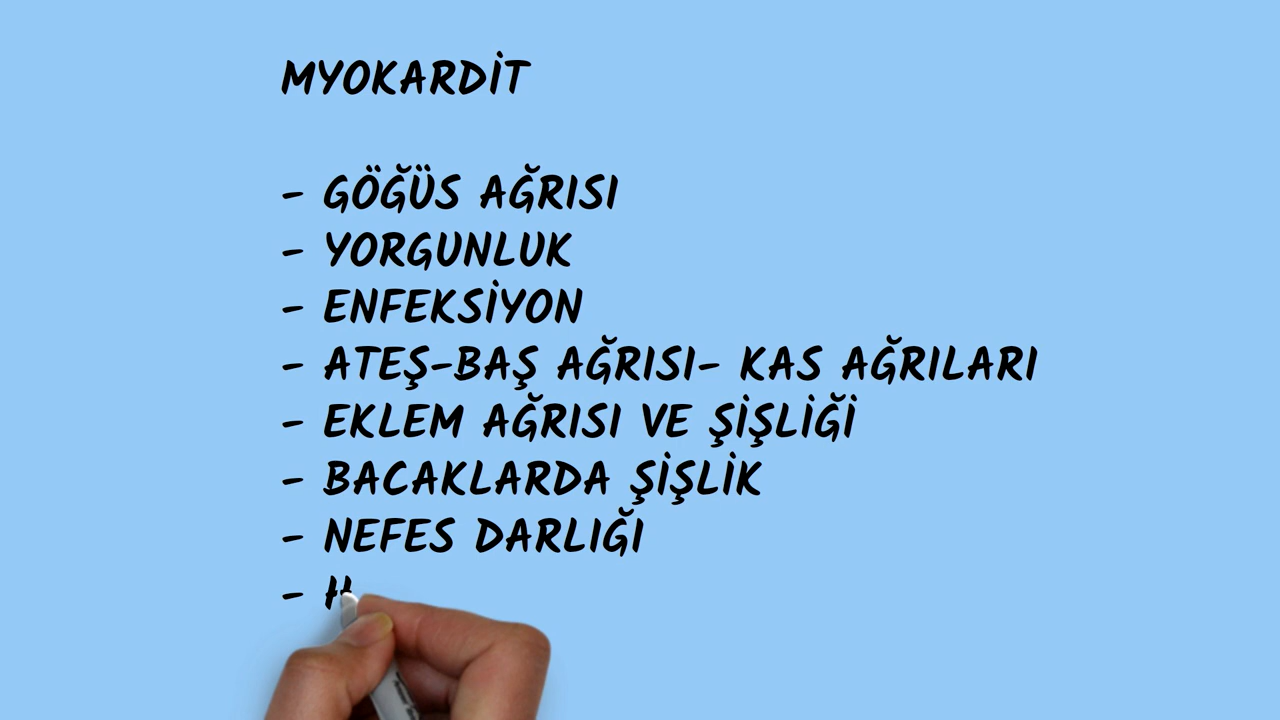 MYOKARDİT
- GÖĞÜS AĞRISI
- YORGUNLUK
- ENFEKSİYON
- ATEŞ-BAŞ AĞRISI- KAS AĞRILARI
- EKLEM AĞRISI VE ŞİŞLİĞİ
- BACAKLARDA ŞİŞLİK
- NEFES DARLIĞI
- H